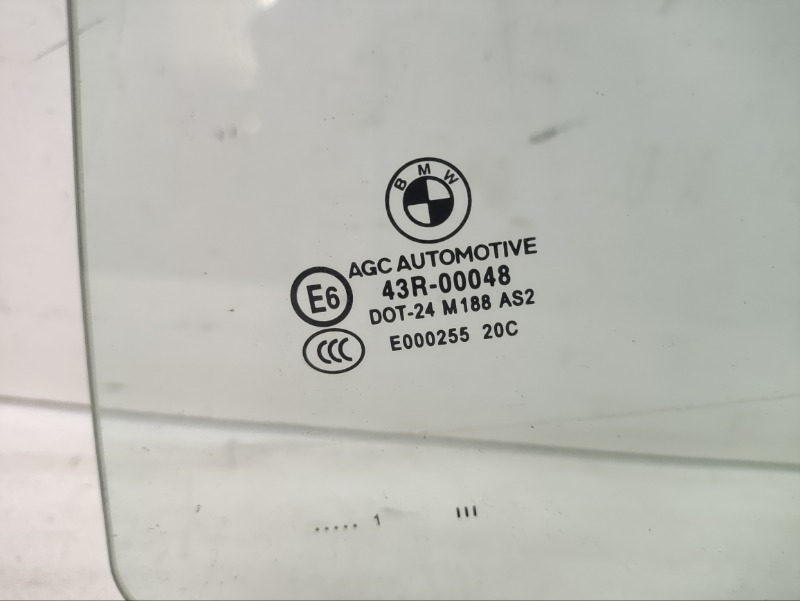 BMW
AGC AUTOMOTIVE
E6
43R-00048
DOT-24 M188 AS2
CCC
E000255 20C
..... 1 III